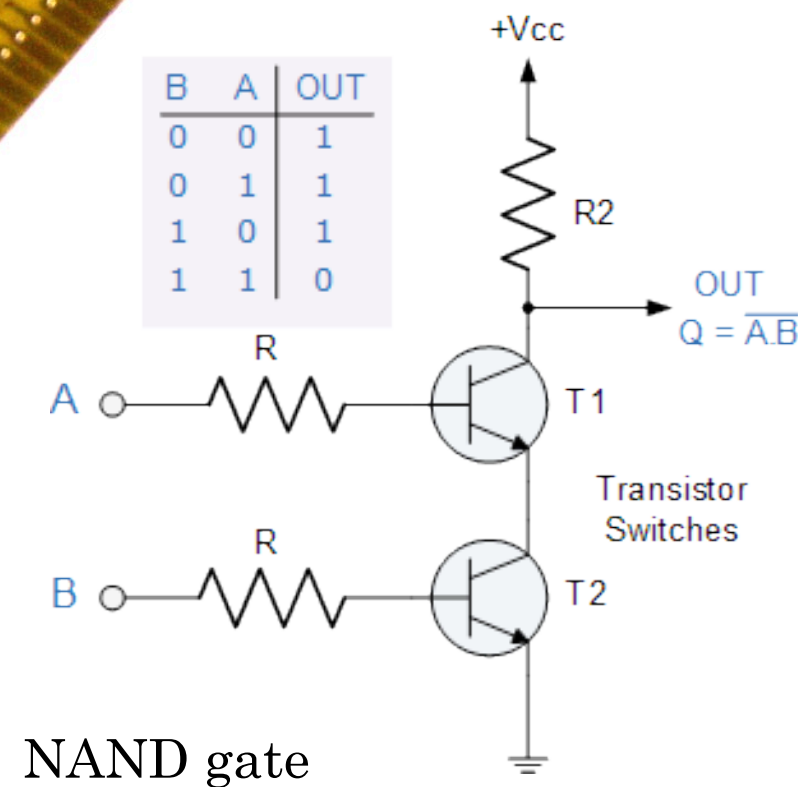 +Vcc
B A OUT
0 0 1
0 1 1
1 0 1
1 1 0
R2
OUT
Q = A̅.̅B̅
R
A
T1
Transistor
Switches
R
B
T2
NAND gate